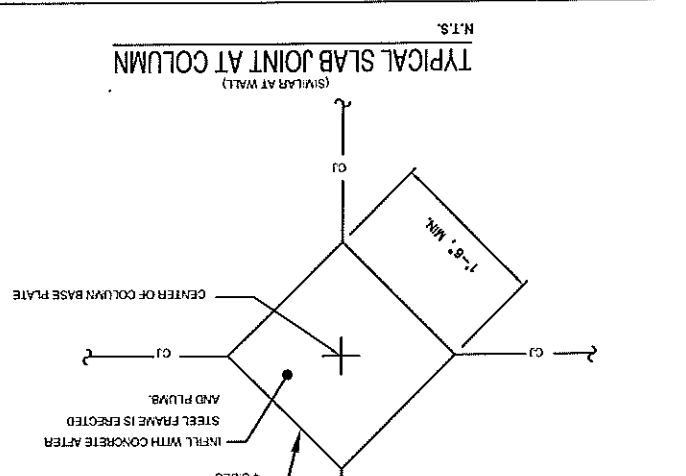 INFILL WITH CONCRETE AFTER
STEEL FRAME IS ERECTED
AND PLUMB.
CJ
CJ
1'-6", MIN.
CENTER OF COLUMN BASE PLATE
CJ
TYPICAL SLAB JOINT AT COLUMN
(SIMILAR AT WALL)
N.T.S.